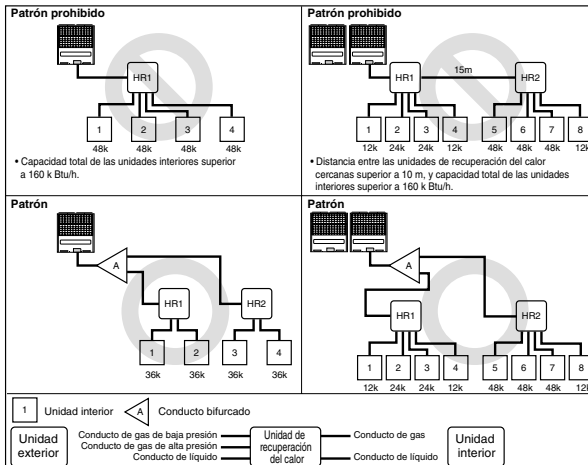 Patrón prohibido
HR1
1 2 3 4
48k 48k 48k 48k
• Capacidad total de las unidades interiores superior
a 160 k Btu/h.
Patrón prohibido
15m
HR1 HR2
1 2 3 4 5 6 7 8
12k 24k 24k 12k 48k 48k 48k 12k
• Distancia entre las unidades de recuperación del calor
cercanas superior a 10 m, y capacidad total de las unidades
interiores superior a 160 k Btu/h.
Patrón
A
HR1 HR2
1 2 3 4
36k 36k 36k 36k
Patrón
A
HR1 HR2
1 2 3 4 5 6 7 8
12k 24k 24k 12k 48k 48k 48k 12k
1 Unidad interior A Conducto bifurcado
Unidad
exterior
Conducto de gas de baja presión
Conducto de gas de alta presión
Conducto de líquido
Unidad de
recuperación
del calor
Conducto de gas
Conducto de líquido
Unidad
interior